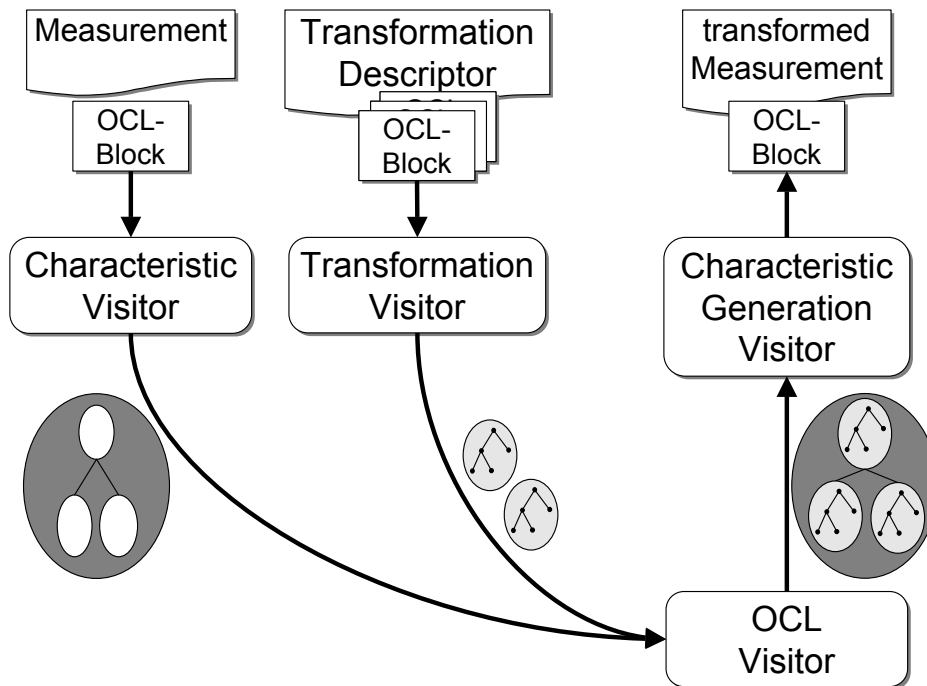 Measurement
OCL-
Block
Transformation
Descriptor
OCL-
Block
transformed
Measurement
OCL-
Block
Characteristic
Visitor
Transformation
Visitor
Characteristic
Generation
Visitor
OCL
Visitor